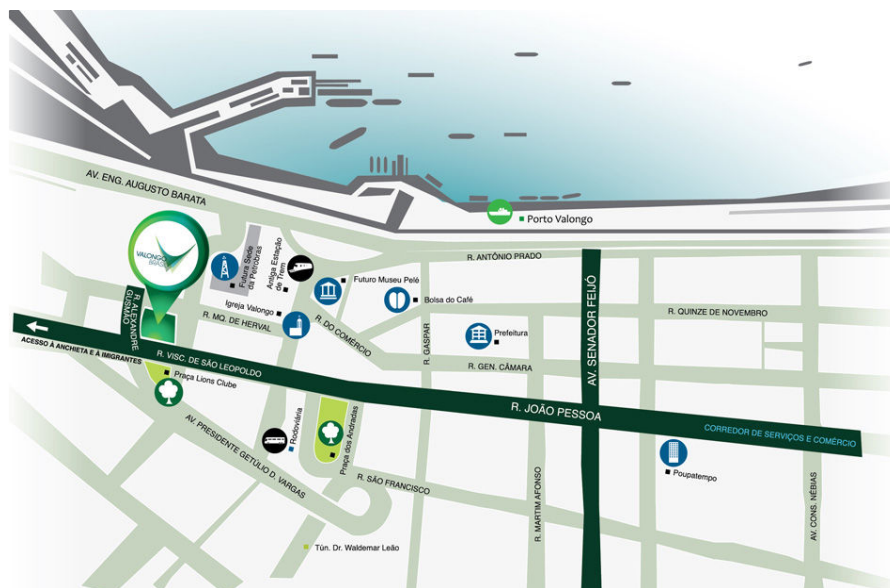 AV. ENG. AUGUSTO BARATA
Porto Valongo
VALONGO
BRASIL
Futura Sede
da Petrobras
Antiga Estação
de Trem
R. ANTÔNIO PRADO
Futuro Museu Pelé
Bolsa do Café
Igreja Valongo
R. ALEXANDRE
GUSMÃO
R. MQ. DE HERVAL
R. DO COMÉRCIO
R. GASPAR
Prefeitura
AV. SENADOR FEIJÓ
R. QUINZE DE NOVEMBRO
ACESSO À ANCHIETA E À IMIGRANTES
R. VISC. DE SÃO LEOPOLDO
R. GEN. CÂMARA
Praça Lions Clube
R. JOÃO PESSOA
CORREDOR DE SERVIÇOS E COMÉRCIO
AV. PRESIDENTE GETÚLIO D. VARGAS
Rodoviária
Praça dos Andradas
R. SÃO FRANCISCO
R. MARTIM AFONSO
Poupatempo
AV. CONS. NÉBIAS
Tún. Dr. Waldemar Leão